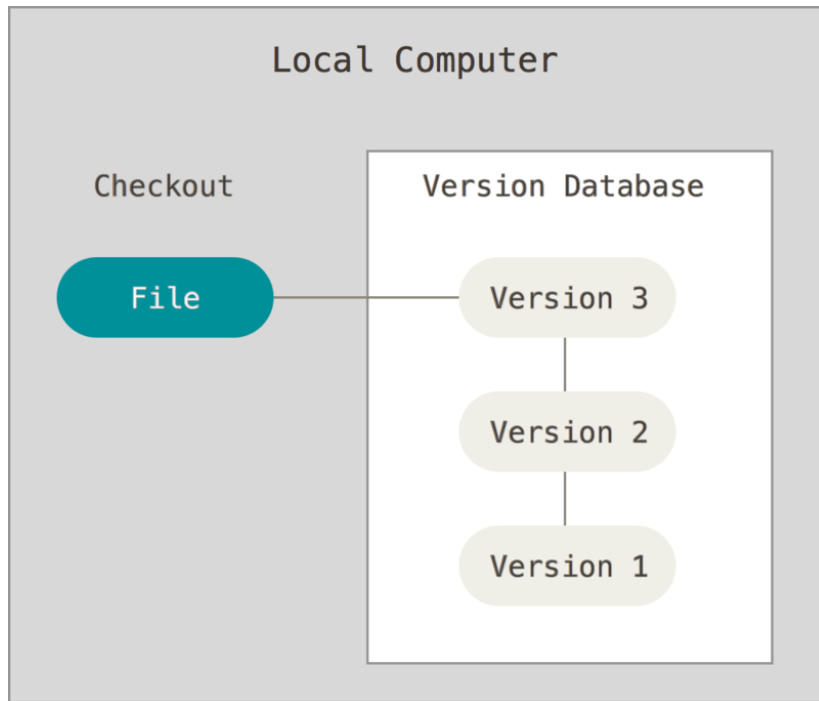 Local Computer
Checkout
Version Database
File
Version 3
Version 2
Version 1